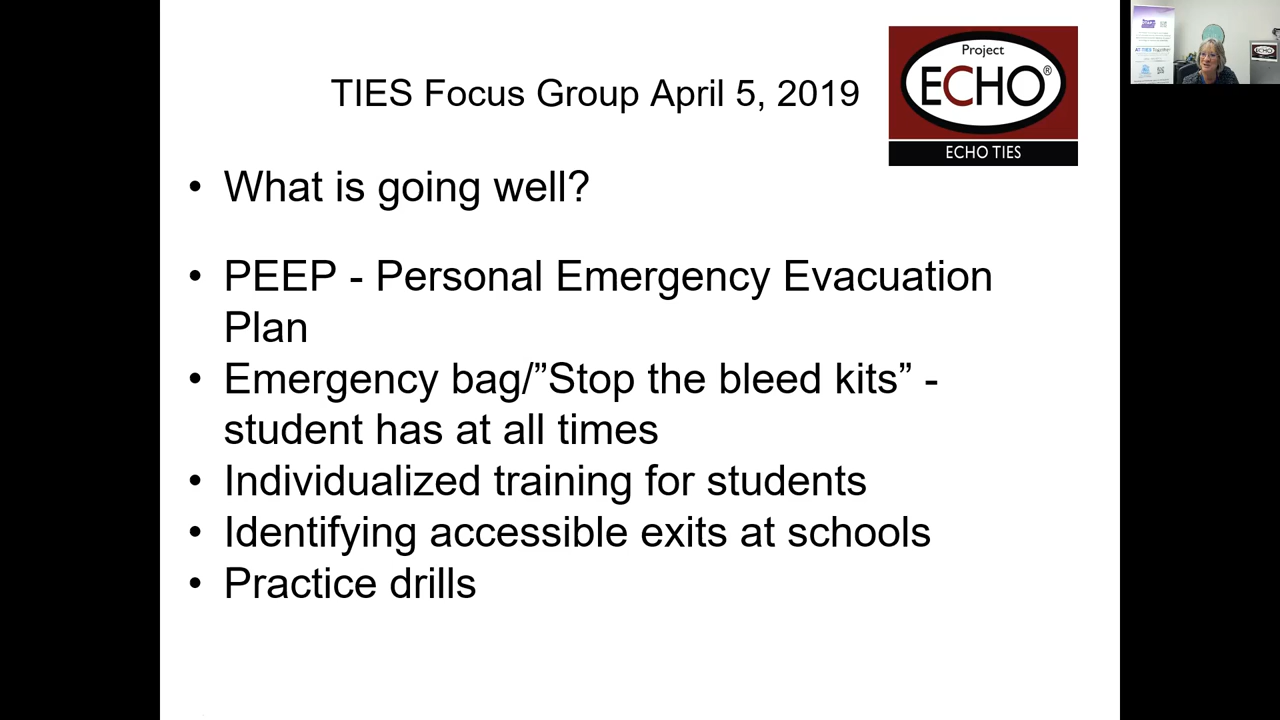 TIES Focus Group April 5, 2019
Project
ECHO®
ECHO TIES
• What is going well?
• PEEP - Personal Emergency Evacuation
Plan
• Emergency bag/”Stop the bleed kits” -
student has at all times
• Individualized training for students
• Identifying accessible exits at schools
• Practice drills